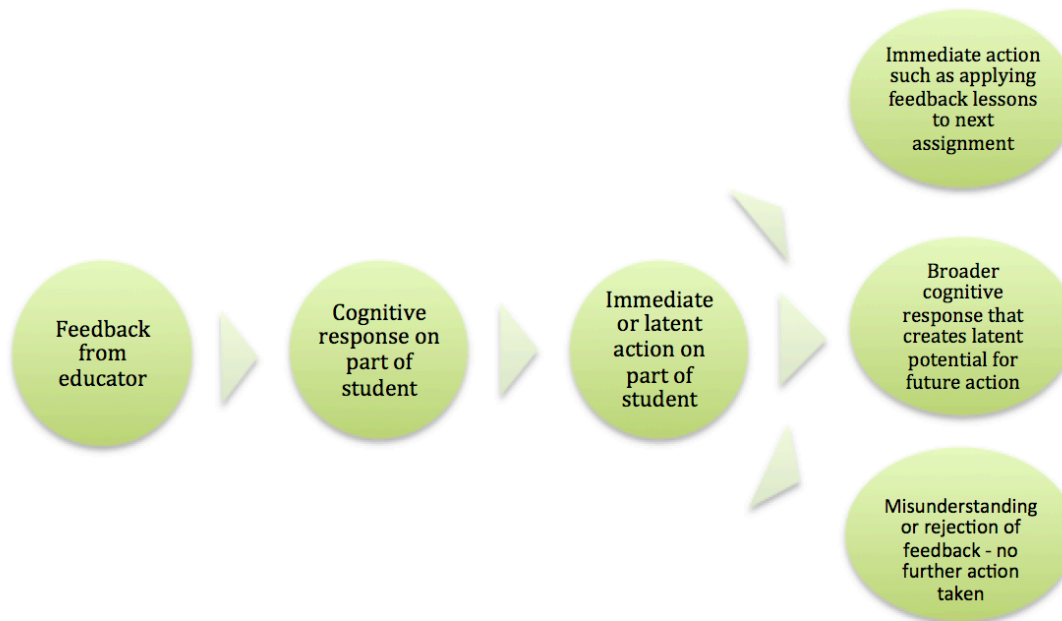 Feedback
from
educator
Cognitive
response on
part of
student
Immediate
or latent
action on
part of
student
Immediate action
such as applying
feedback lessons
to next
assignment
Broader
cognitive
response that
creates latent
potential for
future action
Misunderstanding
or rejection of
feedback - no
further action
taken